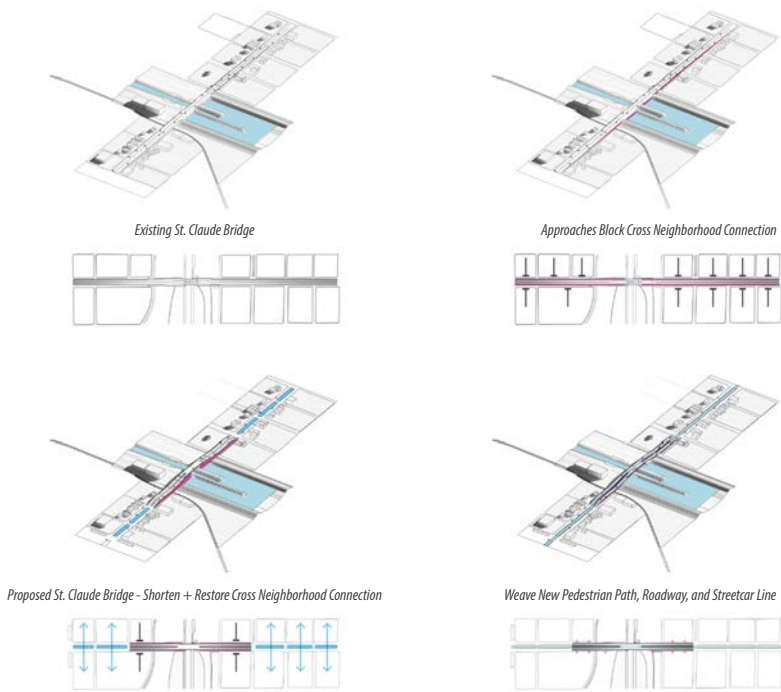 Existing St. Claude Bridge
Approaches Block Cross Neighborhood Connection
Proposed St. Claude Bridge - Shorten + Restore Cross Neighborhood Connection
Weave New Pedestrian Path, Roadway, and Streetcar Line